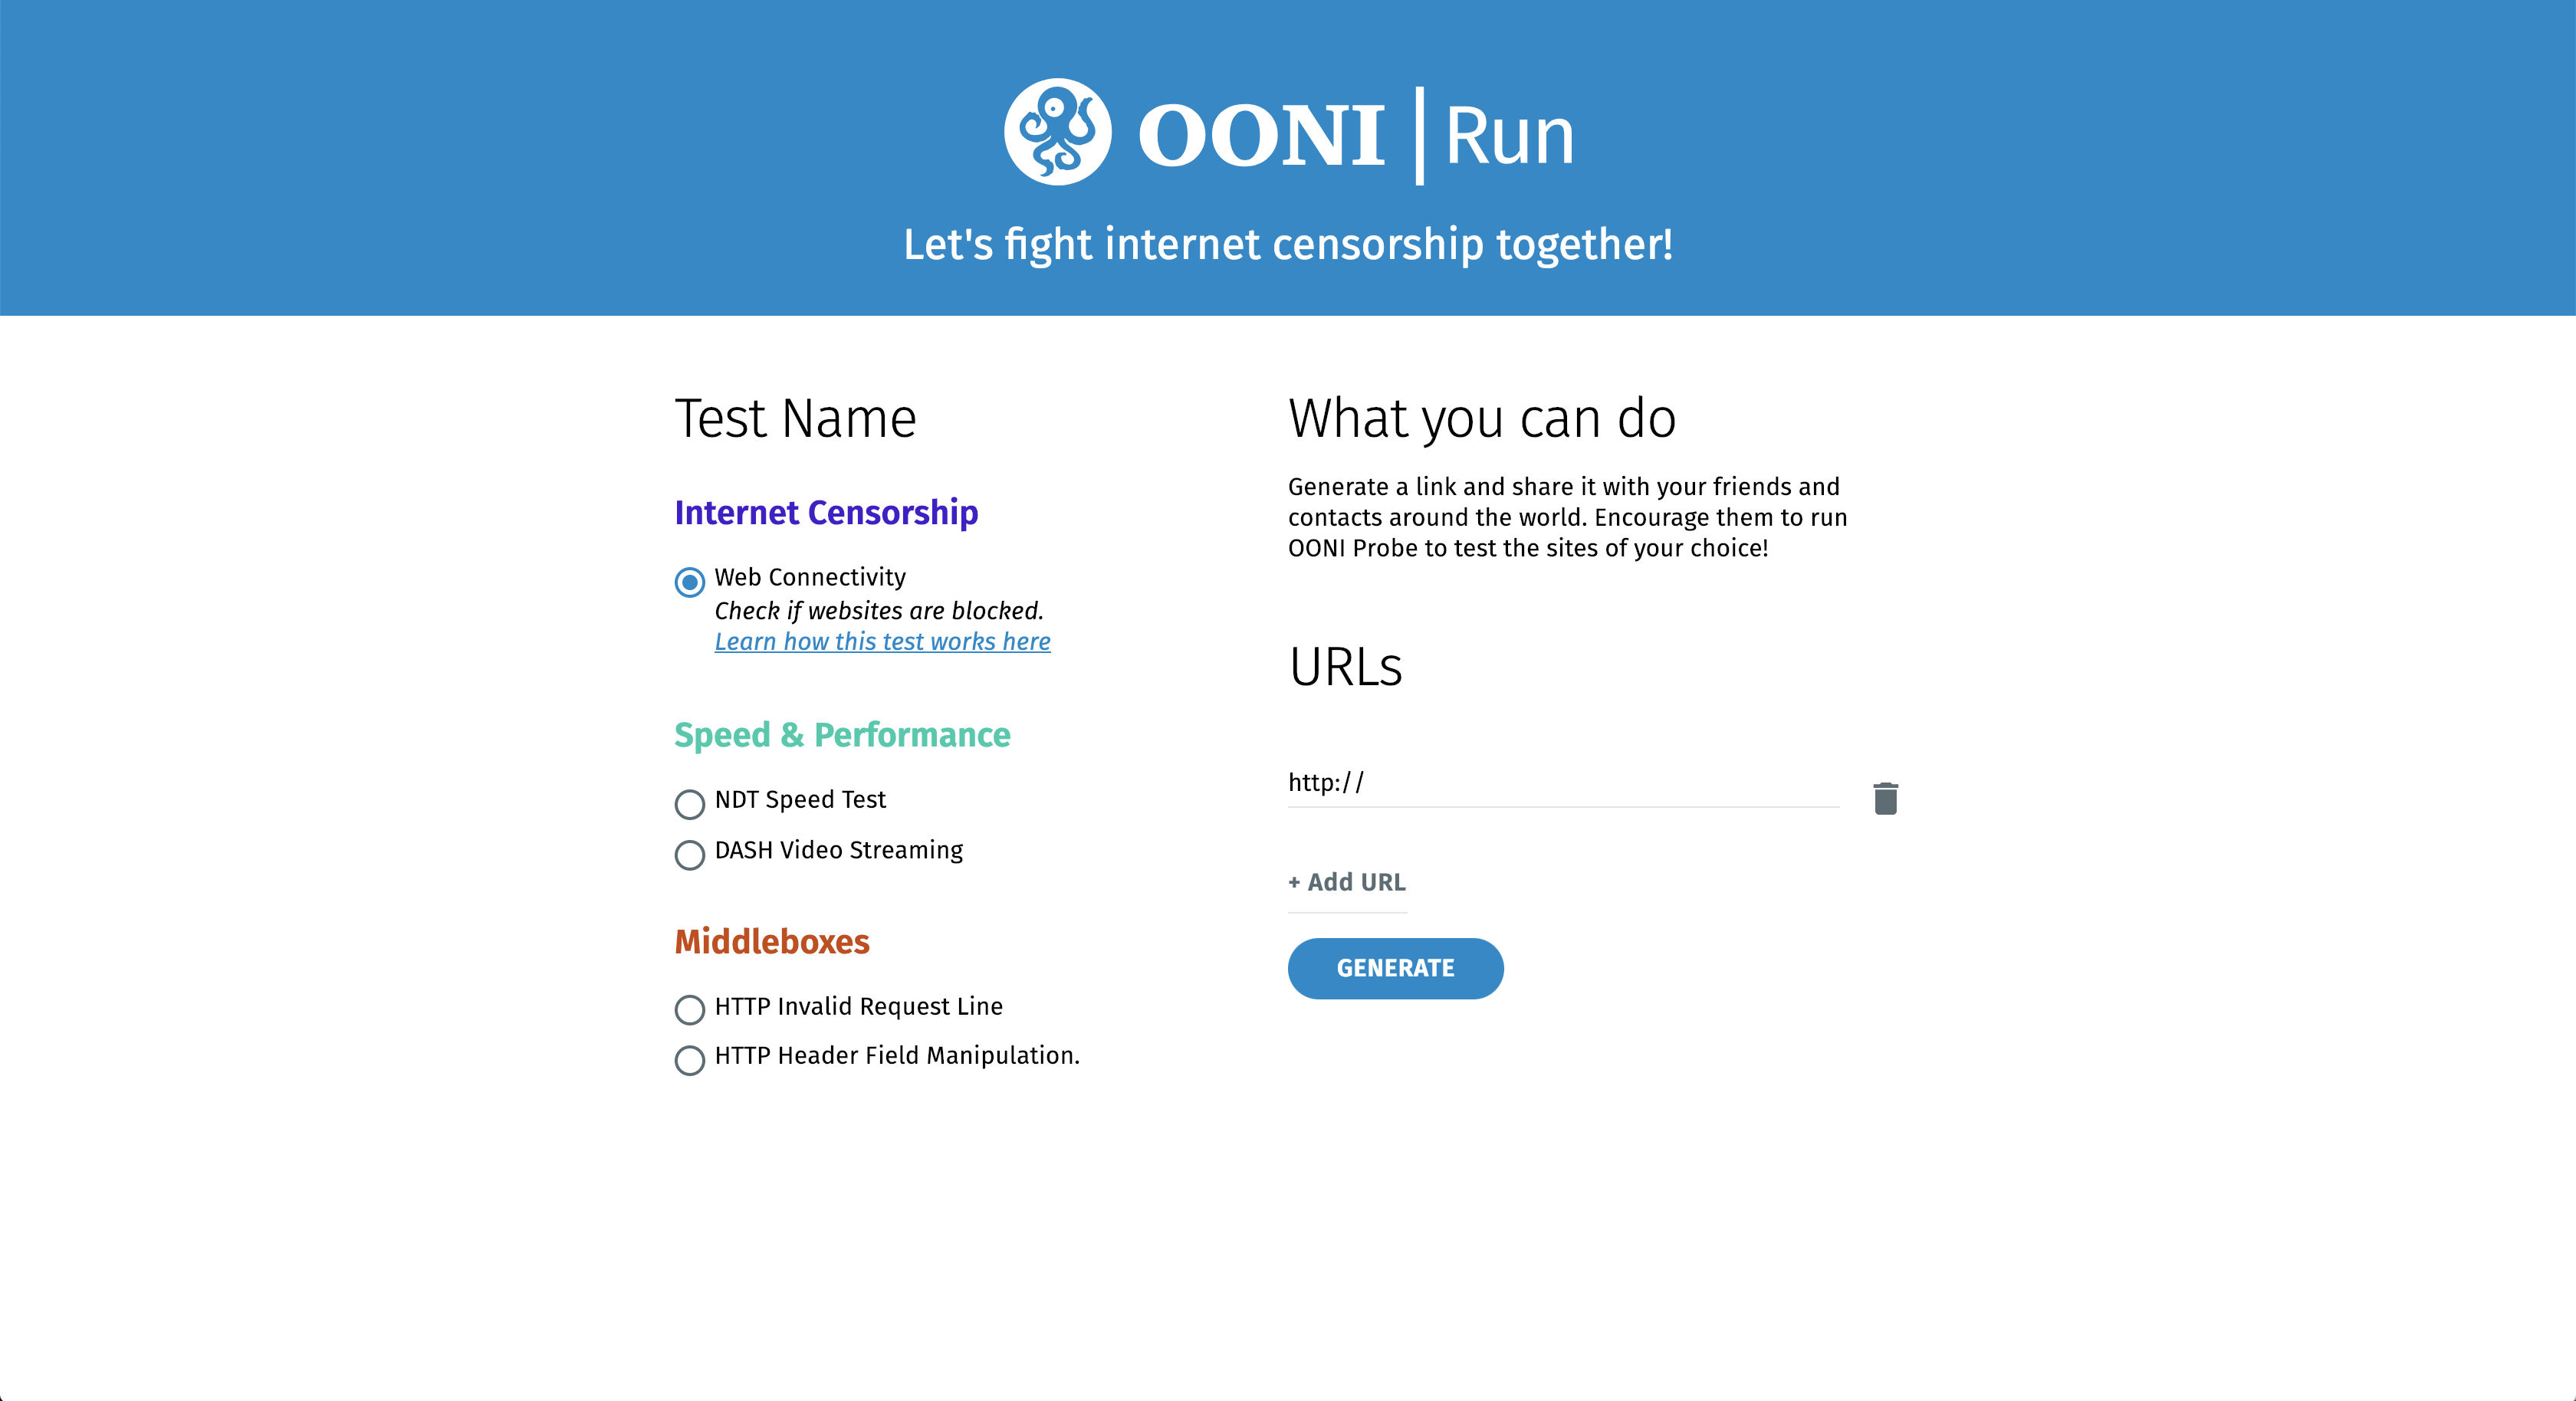 OONI | Run
Let's fight internet censorship together!
Test Name
Internet Censorship
Web Connectivity
Check if websites are blocked.
Learn how this test works here
Speed & Performance
NDT Speed Test
DASH Video Streaming
Middleboxes
HTTP Invalid Request Line
HTTP Header Field Manipulation.
What you can do
Generate a link and share it with your friends and
contacts around the world. Encourage them to run
OONI Probe to test the sites of your choice!
URLs
http://
+ Add URL
GENERATE